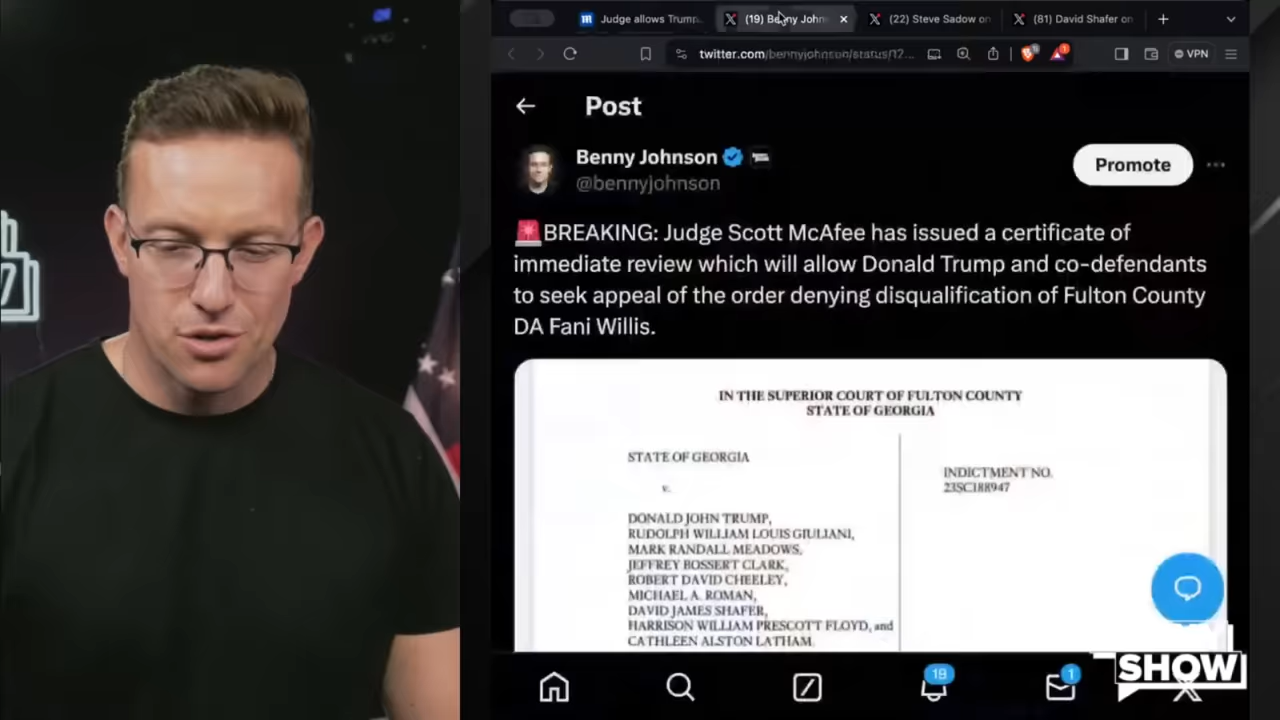 Judge allows Trump.
(19) Benny John
(22) Steve Sadow on
(81) David Shafer on
twitter.com/bennyjohnson/status/17...
VPN
Post
Benny Johnson
@bennyjohnson
Promote
🚨BREAKING: Judge Scott McAfee has issued a certificate of
immediate review which will allow Donald Trump and co-defendants
to seek appeal of the order denying disqualification of Fulton County
DA Fani Willis.
IN THE SUPERIOR COURT OF FULTON COUNTY
STATE OF GEORGIA
STATE OF GEORGIA
v.
INDICTMENT NO.
23SC188947
DONALD JOHN TRUMP,
RUDOLPH WILLIAM LOUIS GIULIANI,
MARK RANDALL MEADOWS,
JEFFREY BOSSERT CLARK,
ROBERT DAVID CHEELEY,
MICHAEL A. ROMAN,
DAVID JAMES SHAFER,
HARRISON WILLIAM PRESCOTT FLOYD, and
CATHLEEN ALSTON LATHAM
19
1
SHOW